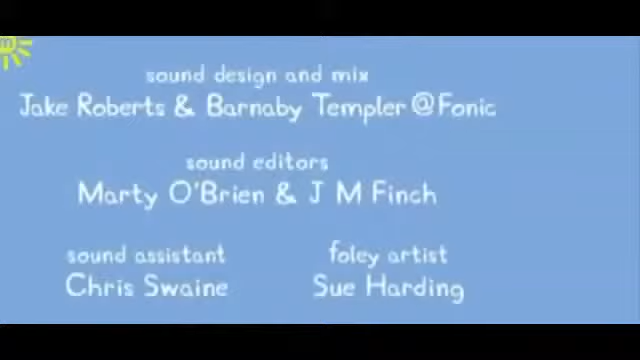 m
sound design and mix
Jake Roberts & Barnaby Templer @Fonic
sound editors
Marty O'Brien & J M Finch
sound assistant foley artist
Chris Swaine Sue Harding